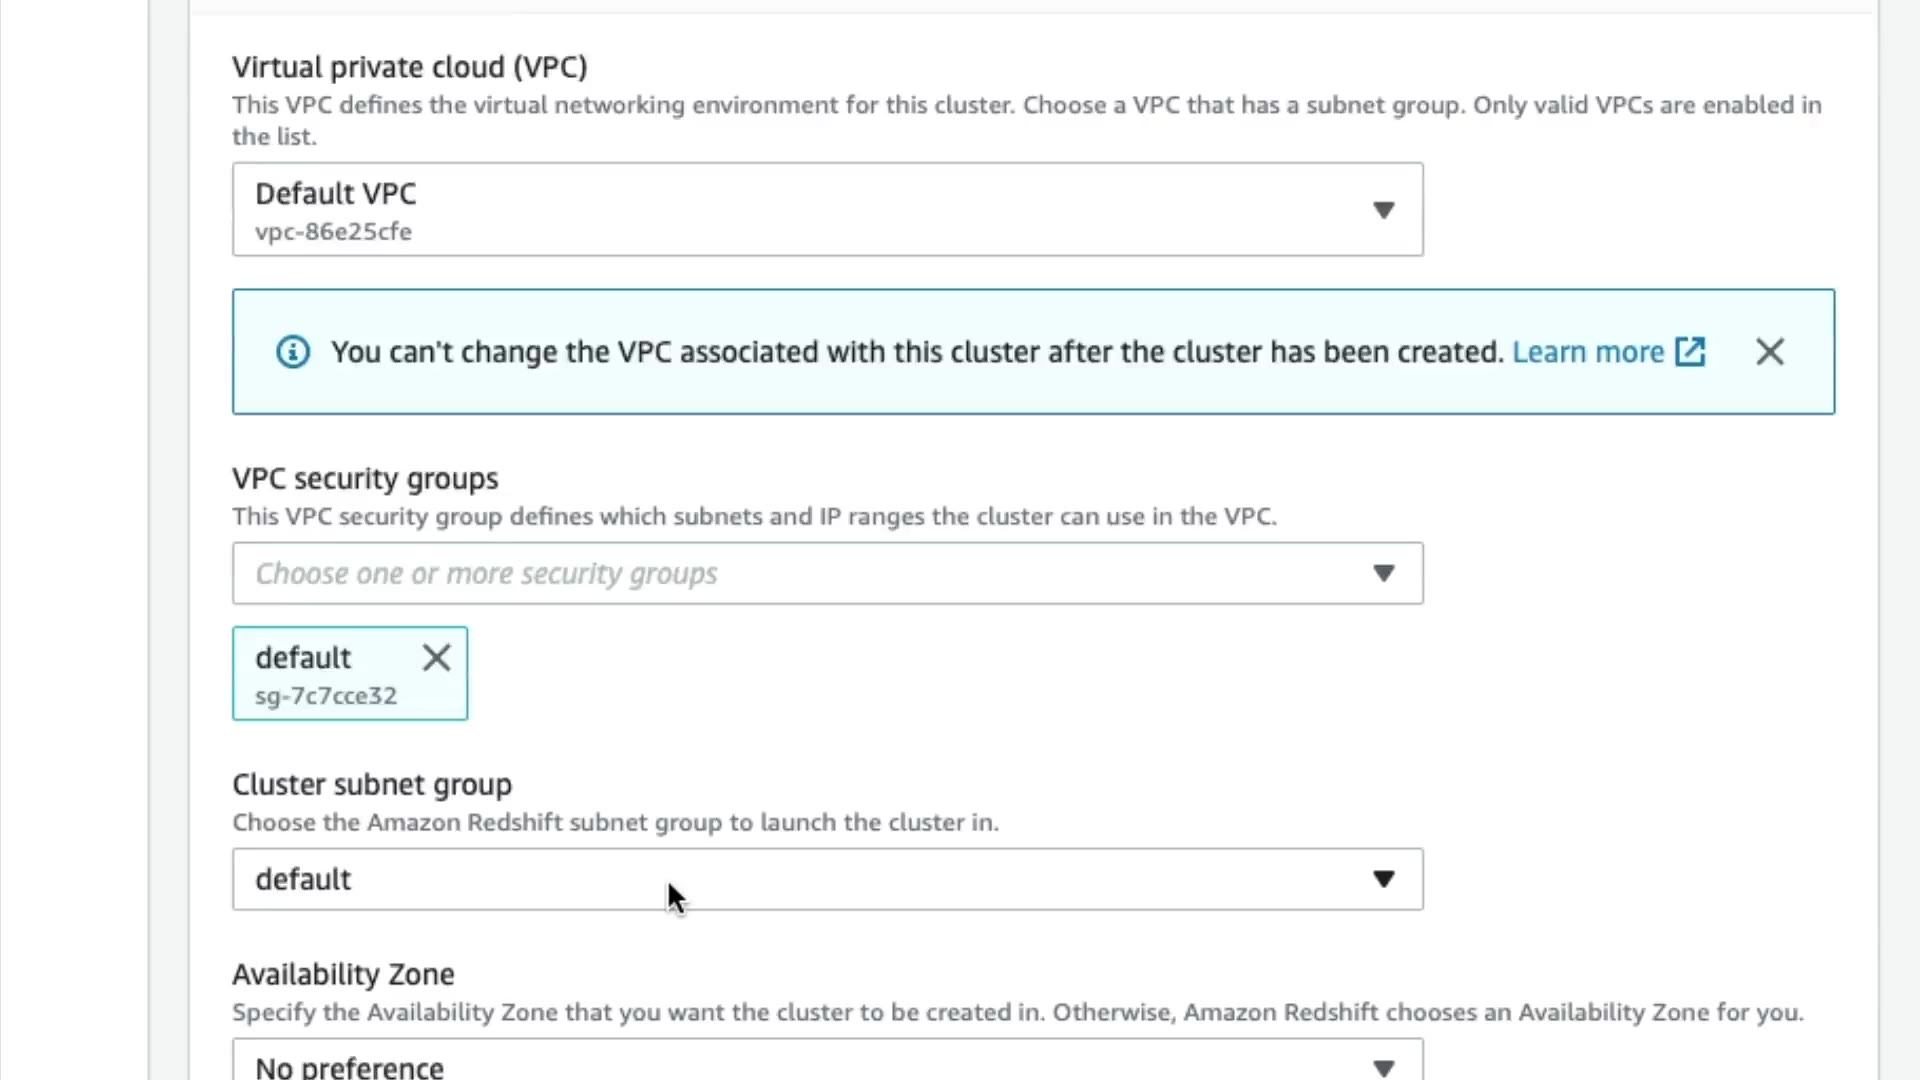 Virtual private cloud (VPC)
This VPC defines the virtual networking environment for this cluster. Choose a VPC that has a subnet group. Only valid VPCs are enabled in
the list.
Default VPC
vpc-86e25cfe
You can't change the VPC associated with this cluster after the cluster has been created. Learn more
VPC security groups
This VPC security group defines which subnets and IP ranges the cluster can use in the VPC.
Choose one or more security groups
default
sg-7c7cce32
Cluster subnet group
Choose the Amazon Redshift subnet group to launch the cluster in.
default
Availability Zone
Specify the Availability Zone that you want the cluster to be created in. Otherwise, Amazon Redshift chooses an Availability Zone for you.
No preference